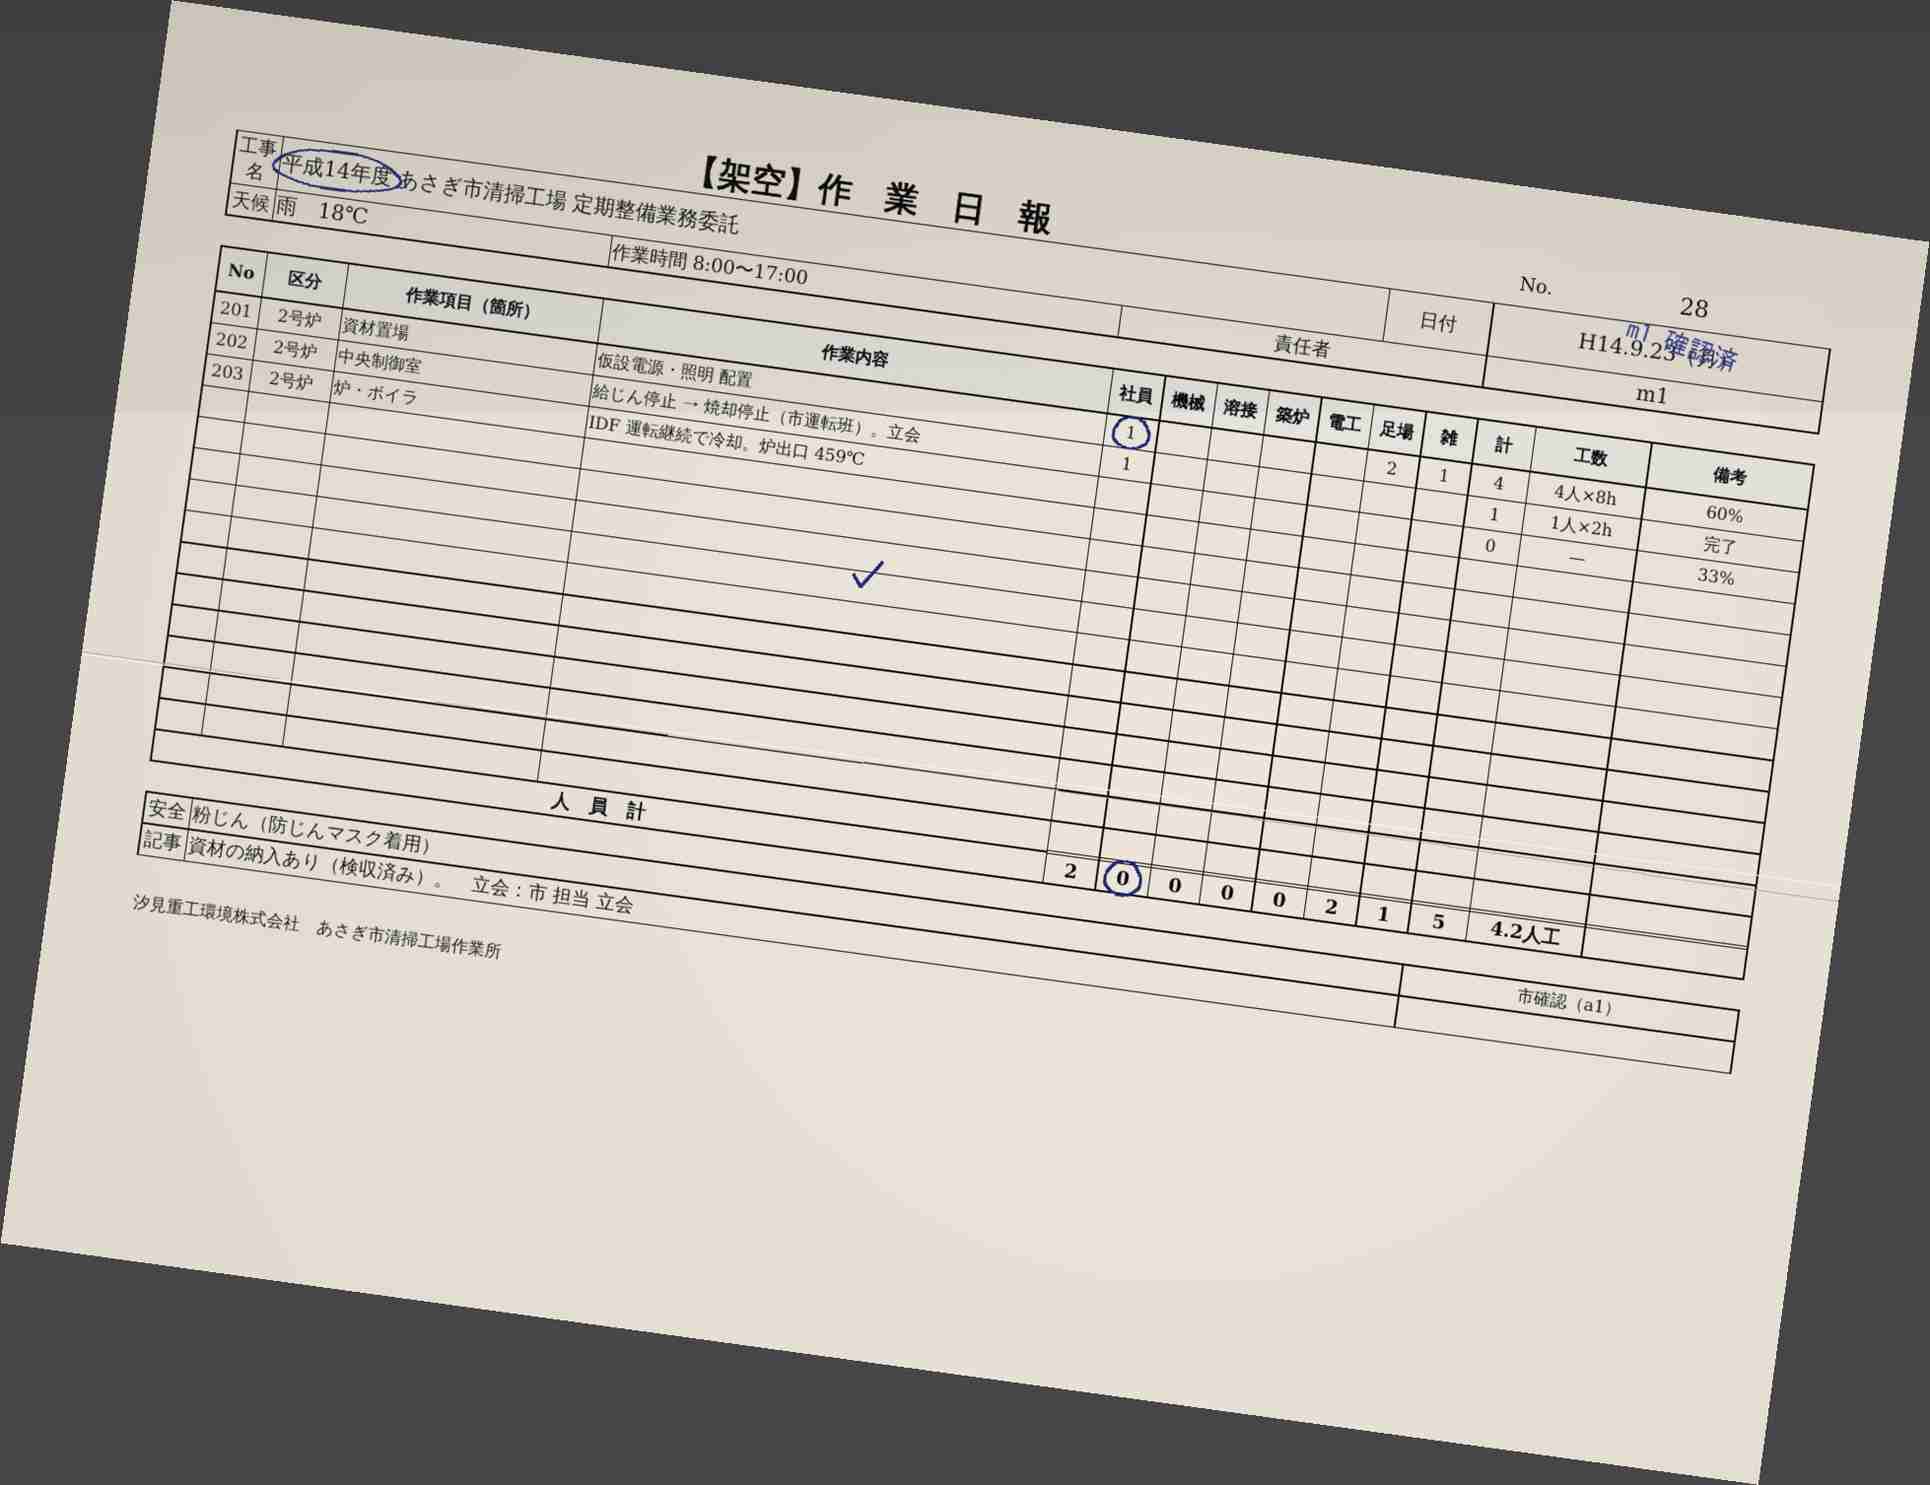 【架空】作 業 日 報
No. 28
工事名 平成14年度 あさぎ市清掃工場 定期整備業務委託 日付 H14.9.23
m1 確認済
天候 雨 18℃ 作業時間 8:00〜17:00 責任者 m1
No 区分 作業項目（箇所） 作業内容 社員 機械 溶接 築炉 電工 足場 雑 計 工数 備考
201 2号炉 資材置場 仮設電源・照明 配置 1 2 1 4 4人×8h 60%
202 2号炉 中央制御室 給じん停止 → 焼却停止（市運転班）。立会 1 1 1人×2h 完了
203 2号炉 炉・ボイラ IDF 運転継続で冷却。炉出口 459℃ 0 — 33%
人 員 計 2 0 0 0 0 2 1 5 4.2人工
安全 粉じん（防じんマスク着用） 市確認（a1）
記事 資材の納入あり（検収済み）。 立会：市 担当 立会
汐見重工環境株式会社 あさぎ市清掃工場作業所